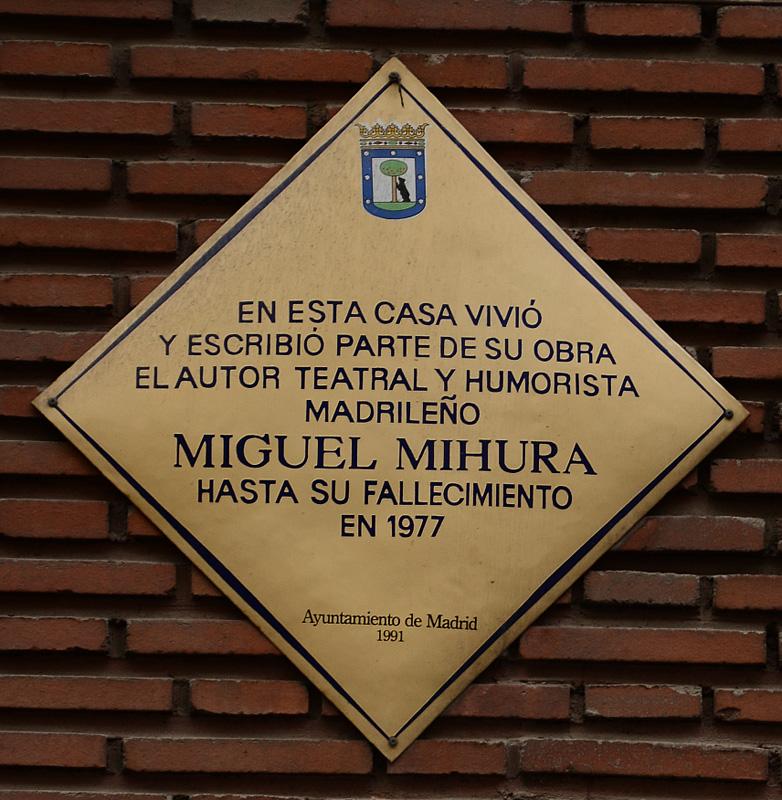 EN ESTA CASA VIVIÓ
Y ESCRIBIÓ PARTE DE SU OBRA
EL AUTOR TEATRAL Y HUMORISTA
MADRILEÑO
MIGUEL MIHURA
HASTA SU FALLECIMIENTO
EN 1977
Ayuntamiento de Madrid
1991